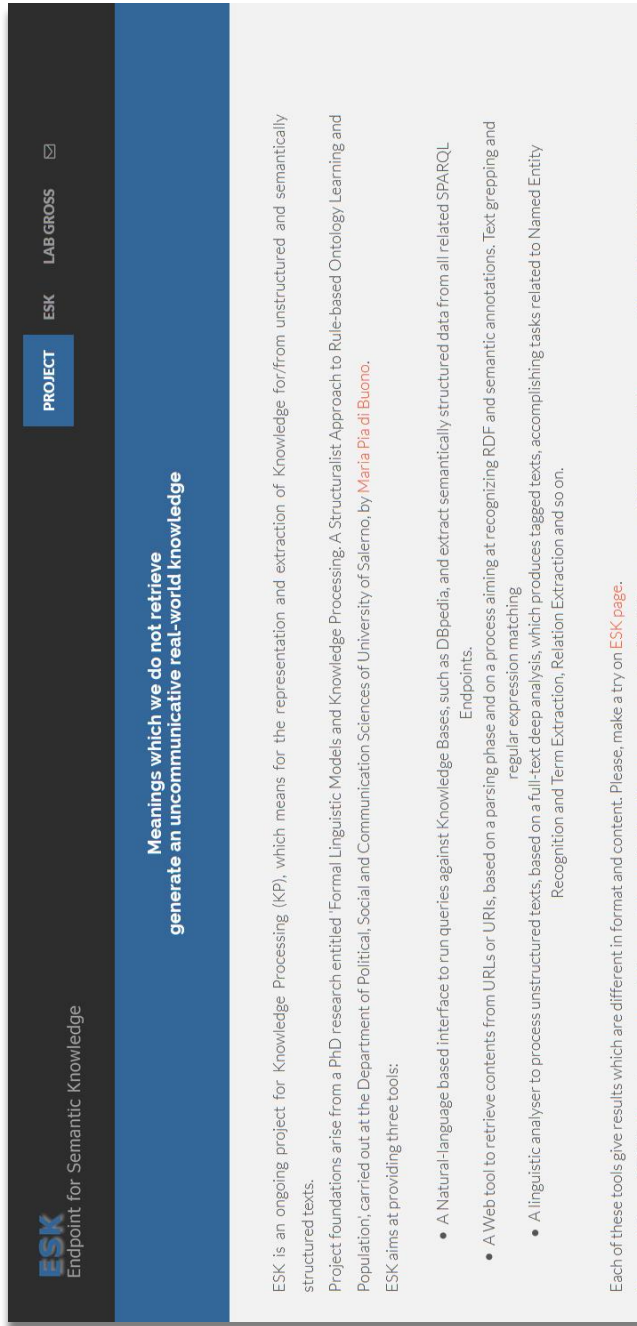 ESK
Endpoint for Semantic Knowledge
PROJECT ESK LAB GROSS
Meanings which we do not retrieve
generate an uncommunicative real-world knowledge
ESK is an ongoing project for Knowledge Processing (KP), which means for the representation and extraction of Knowledge for/from unstructured and semantically
structured texts.
Project foundations arise from a PhD research entitled 'Formal Linguistic Models and Knowledge Processing. A Structuralist Approach to Rule-based Ontology Learning and
Population', carried out at the Department of Political, Social and Communication Sciences of University of Salerno, by Maria Pia di Buono.
ESK aims at providing three tools:
• A Natural-language based interface to run queries against Knowledge Bases, such as DBpedia, and extract semantically structured data from all related SPARQL
Endpoints.
• A Web tool to retrieve contents from URLs or URIs, based on a parsing phase and on a process aiming at recognizing RDF and semantic annotations. Text grepping and
regular expression matching
• A linguistic analyser to process unstructured texts, based on a full-text deep analysis, which produces tagged texts, accomplishing tasks related to Named Entity
Recognition and Term Extraction, Relation Extraction and so on.
Each of these tools give results which are different in format and content. Please, make a try on ESK page.